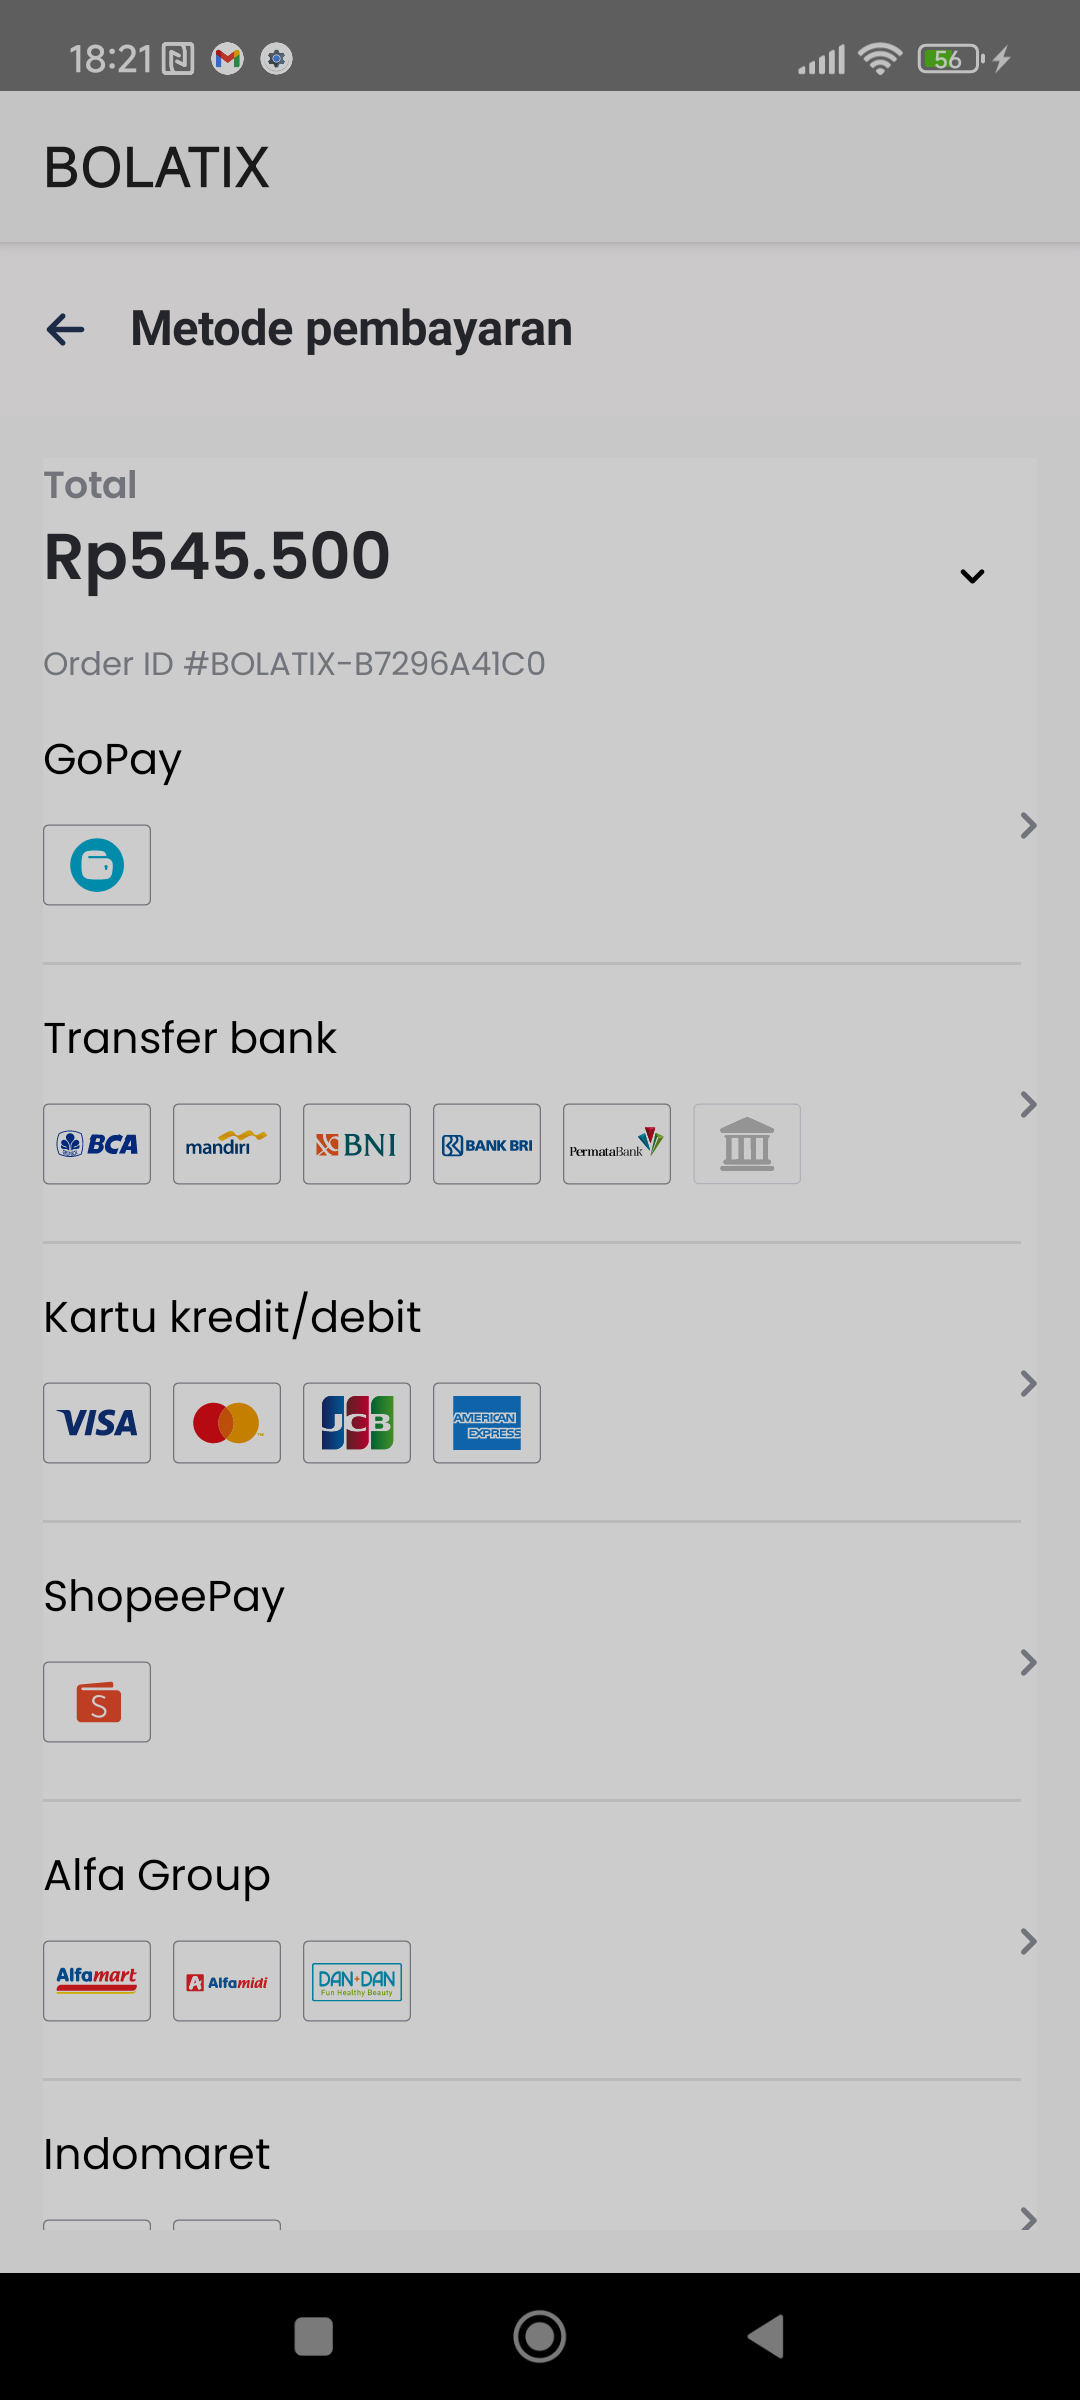 18:21
56
BOLATIX
Metode pembayaran
Total
Rp545.500
Order ID #BOLATIX-B7296A41C0
GoPay
Transfer bank
BCA mandiri BNI BANK BRI PermataBank
Kartu kredit/debit
VISA JCB AMERICAN EXPRESS
ShopeePay
S
Alfa Group
Alfamart A Alfamidi DAN+DAN
Fun Healthy Beauty
Indomaret